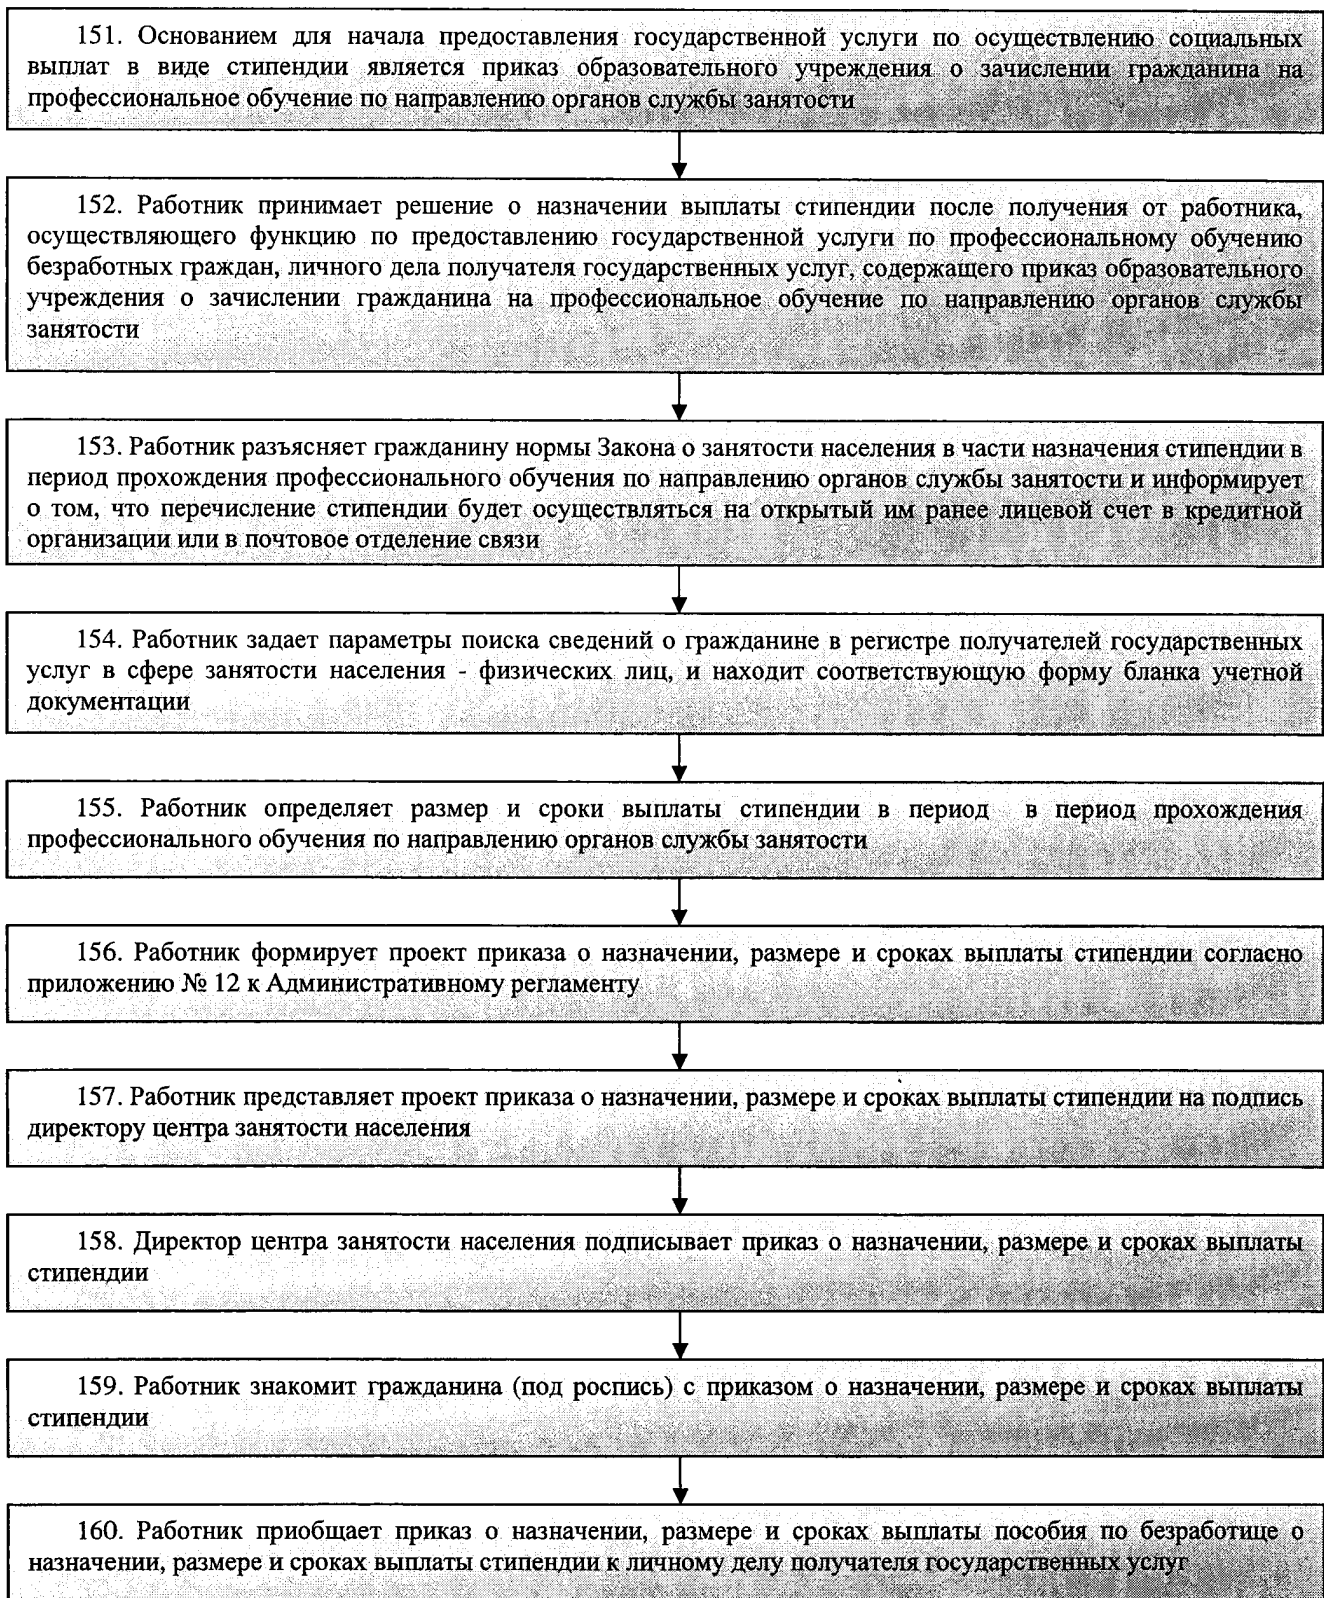 151. Основанием для начала предоставления государственной услуги по осуществлению социальных
выплат в виде стипендии является приказ образовательного учреждения о зачислении гражданина на
профессиональное обучение по направлению органов службы занятости
152. Работник принимает решение о назначении выплаты стипендии после получения от работника,
осуществляющего функцию по предоставлению государственной услуги по профессиональному обучению
безработных граждан, личного дела получателя государственных услуг, содержащего приказ образовательного
учреждения о зачислении гражданина на профессиональное обучение по направлению органов службы
занятости
153. Работник разъясняет гражданину нормы Закона о занятости населения в части назначения стипендии в
период прохождения профессионального обучения по направлению органов службы занятости и информирует
о том, что перечисление стипендии будет осуществляться на открытый им ранее лицевой счет в кредитной
организации или в почтовое отделение связи
154. Работник задает параметры поиска сведений о гражданине в регистре получателей государственных
услуг в сфере занятости населения - физических лиц, и находит соответствующую форму бланка учетной
документации
155. Работник определяет размер и сроки выплаты стипендии в период в период прохождения
профессионального обучения по направлению органов службы занятости
156. Работник формирует проект приказа о назначении, размере и сроках выплаты стипендии согласно
приложению № 12 к Административному регламенту
157. Работник представляет проект приказа о назначении, размере и сроках выплаты стипендии на подпись
директору центра занятости населения
158. Директор центра занятости населения подписывает приказ о назначении, размере и сроках выплаты
стипендии
159. Работник знакомит гражданина (под роспись) с приказом о назначении, размере и сроках выплаты
стипендии
160. Работник приобщает приказ о назначении, размере и сроках выплаты пособия по безработице о
назначении, размере и сроках выплаты стипендии к личному делу получателя государственных услуг